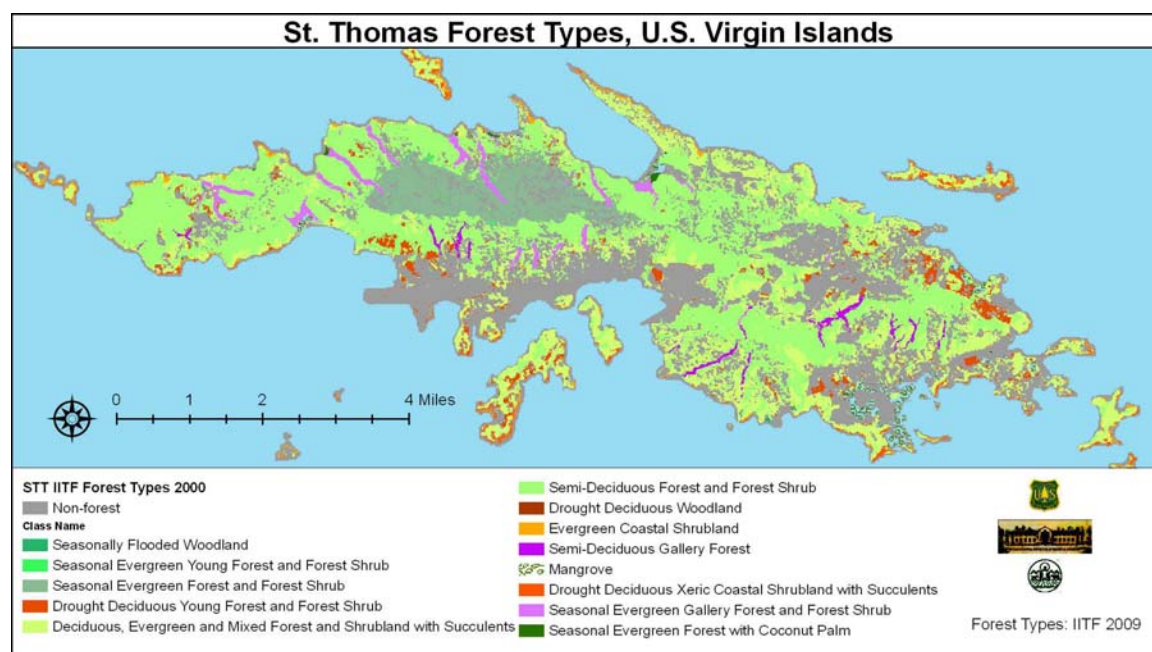 St. Thomas Forest Types, U.S. Virgin Islands
0 1 2 4 Miles
STT IITF Forest Types 2000
Non-forest
Class Name
Seasonally Flooded Woodland
Seasonal Evergreen Young Forest and Forest Shrub
Seasonal Evergreen Forest and Forest Shrub
Drought Deciduous Young Forest and Forest Shrub
Deciduous, Evergreen and Mixed Forest and Shrubland with Succulents
Semi-Deciduous Forest and Forest Shrub
Drought Deciduous Woodland
Evergreen Coastal Shrubland
Semi-Deciduous Gallery Forest
Mangrove
Drought Deciduous Xeric Coastal Shrubland with Succulents
Seasonal Evergreen Gallery Forest and Forest Shrub
Seasonal Evergreen Forest with Coconut Palm
Forest Types: IITF 2009